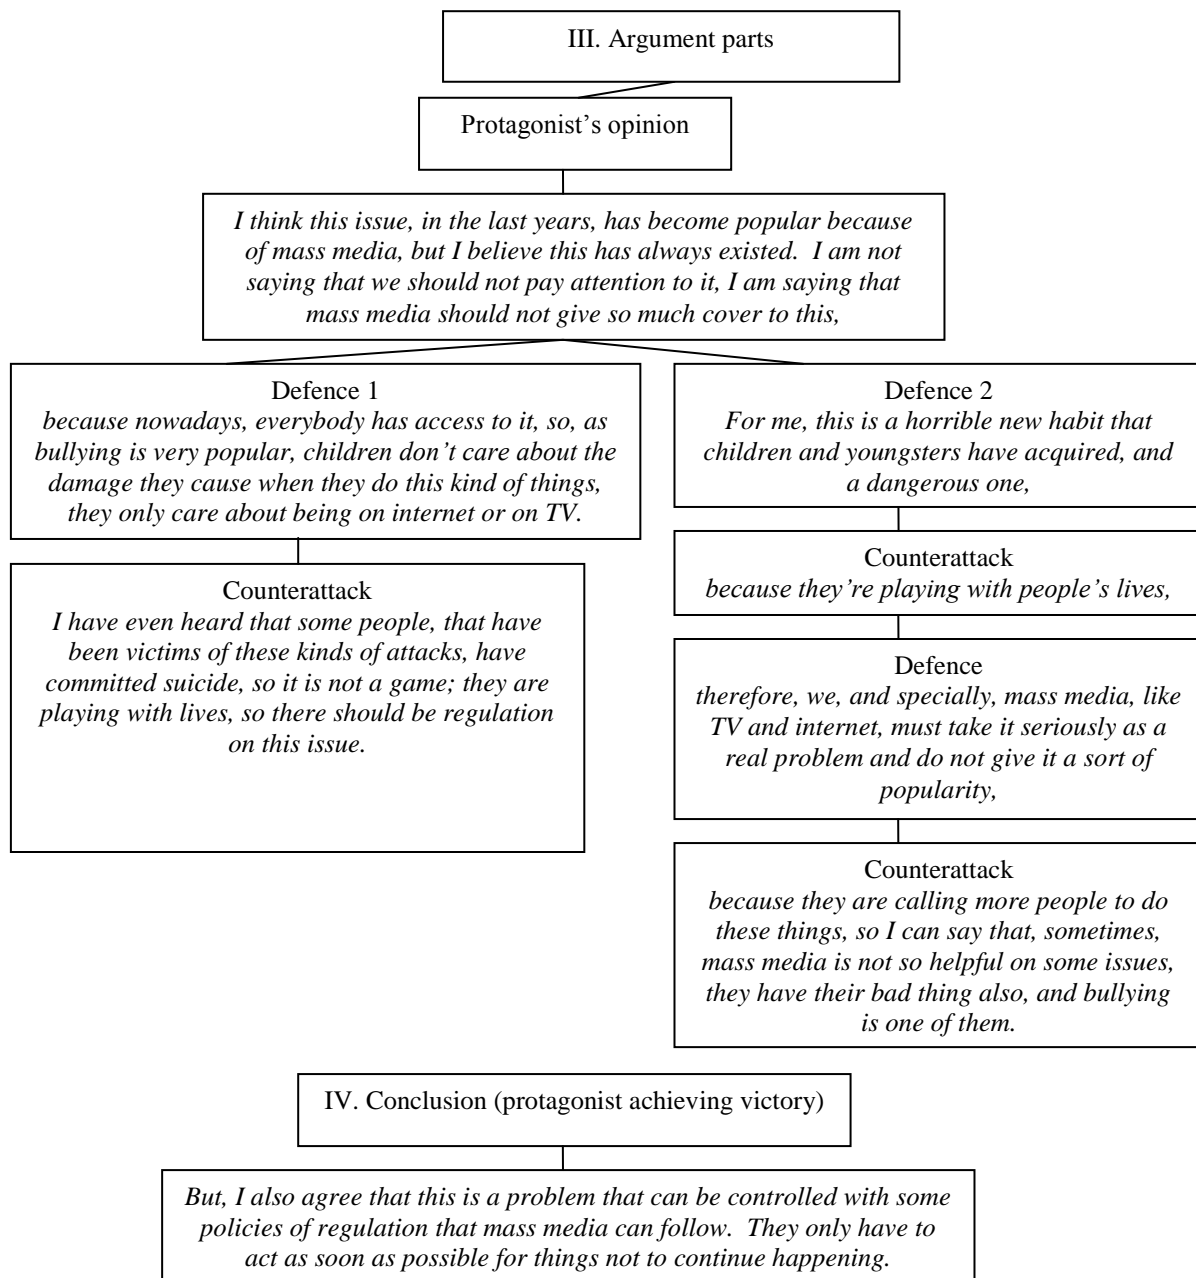 III. Argument parts
Protagonist’s opinion
I think this issue, in the last years, has become popular because
of mass media, but I believe this has always existed.  I am not
saying that we should not pay attention to it, I am saying that
mass media should not give so much cover to this,
Defence 1
because nowadays, everybody has access to it, so, as
bullying is very popular, children don’t care about the
damage they cause when they do this kind of things,
they only care about being on internet or on TV.
Counterattack
I have even heard that some people, that have
been victims of these kinds of attacks, have
committed suicide, so it is not a game; they are
playing with lives, so there should be regulation
on this issue.
Defence 2
For me, this is a horrible new habit that
children and youngsters have acquired, and
a dangerous one,
Counterattack
because they’re playing with people’s lives,
Defence
therefore, we, and specially, mass media, like
TV and internet, must take it seriously as a
real problem and do not give it a sort of
popularity,
Counterattack
because they are calling more people to do
these things, so I can say that, sometimes,
mass media is not so helpful on some issues,
they have their bad thing also, and bullying
is one of them.
IV. Conclusion (protagonist achieving victory)
But, I also agree that this is a problem that can be controlled with some
policies of regulation that mass media can follow.  They only have to
act as soon as possible for things not to continue happening.